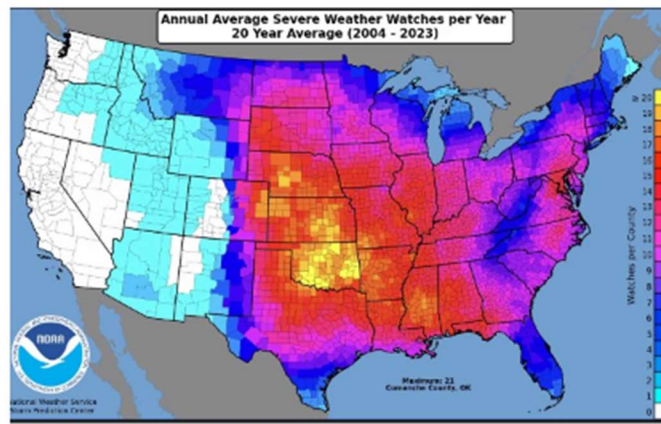 Annual Average Severe Weather Watches per Year
20 Year Average (2004 - 2023)
≥ 20
19
18
17
16
15
14
13
12
11
10
9
8
7
6
5
4
3
2
1
0
Watches per County
NOAA
Maximum: 21
Comanche County, OK
National Weather Service
Storm Prediction Center